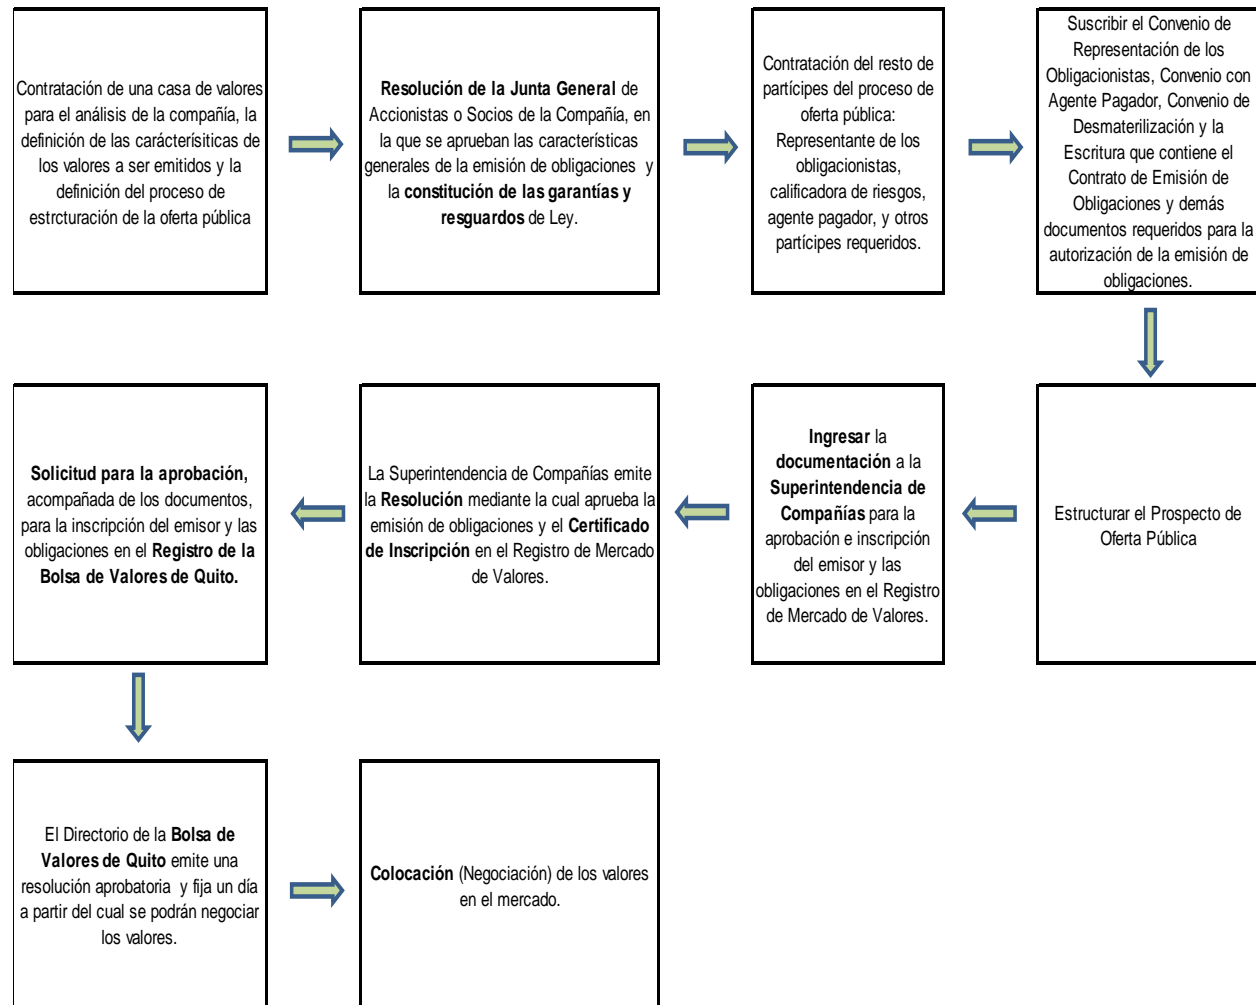 Contratación de una casa de valores
para el análisis de la compañía, la
definición de las carácterísiticas de
los valores a ser emitidos y la
definición del proceso de
estrcturación de la oferta pública
Resolución de la Junta General de
Accionistas o Socios de la Compañía, en
la que se aprueban las características
generales de la emisión de obligaciones y
la constitución de las garantías y
resguardos de Ley.
Contratación del resto de
partícipes del proceso de
oferta pública:
Representante de los
obligacionistas,
calificadora de riesgos,
agente pagador, y otros
partícipes requeridos.
Suscribir el Convenio de
Representación de los
Obligacionistas, Convenio con
Agente Pagador, Convenio de
Desmaterilización y la
Escritura que contiene el
Contrato de Emisión de
Obligaciones y demás
documentos requeridos para la
autorización de la emisión de
obligaciones.
Estructurar el Prospecto de
Oferta Pública
Ingresar la
documentación a la
Superintendencia de
Compañías para la
aprobación e inscripción
del emisor y las
obligaciones en el Registro
de Mercado de Valores.
La Superintendencia de Compañías emite
la Resolución mediante la cual aprueba la
emisión de obligaciones y el Certificado
de Inscripción en el Registro de Mercado
de Valores.
Solicitud para la aprobación,
acompañada de los documentos,
para la inscripción del emisor y las
obligaciones en el Registro de la
Bolsa de Valores de Quito.
El Directorio de la Bolsa de
Valores de Quito emite una
resolución aprobatoria y fija un día
a partir del cual se podrán negociar
los valores.
Colocación (Negociación) de los valores
en el mercado.